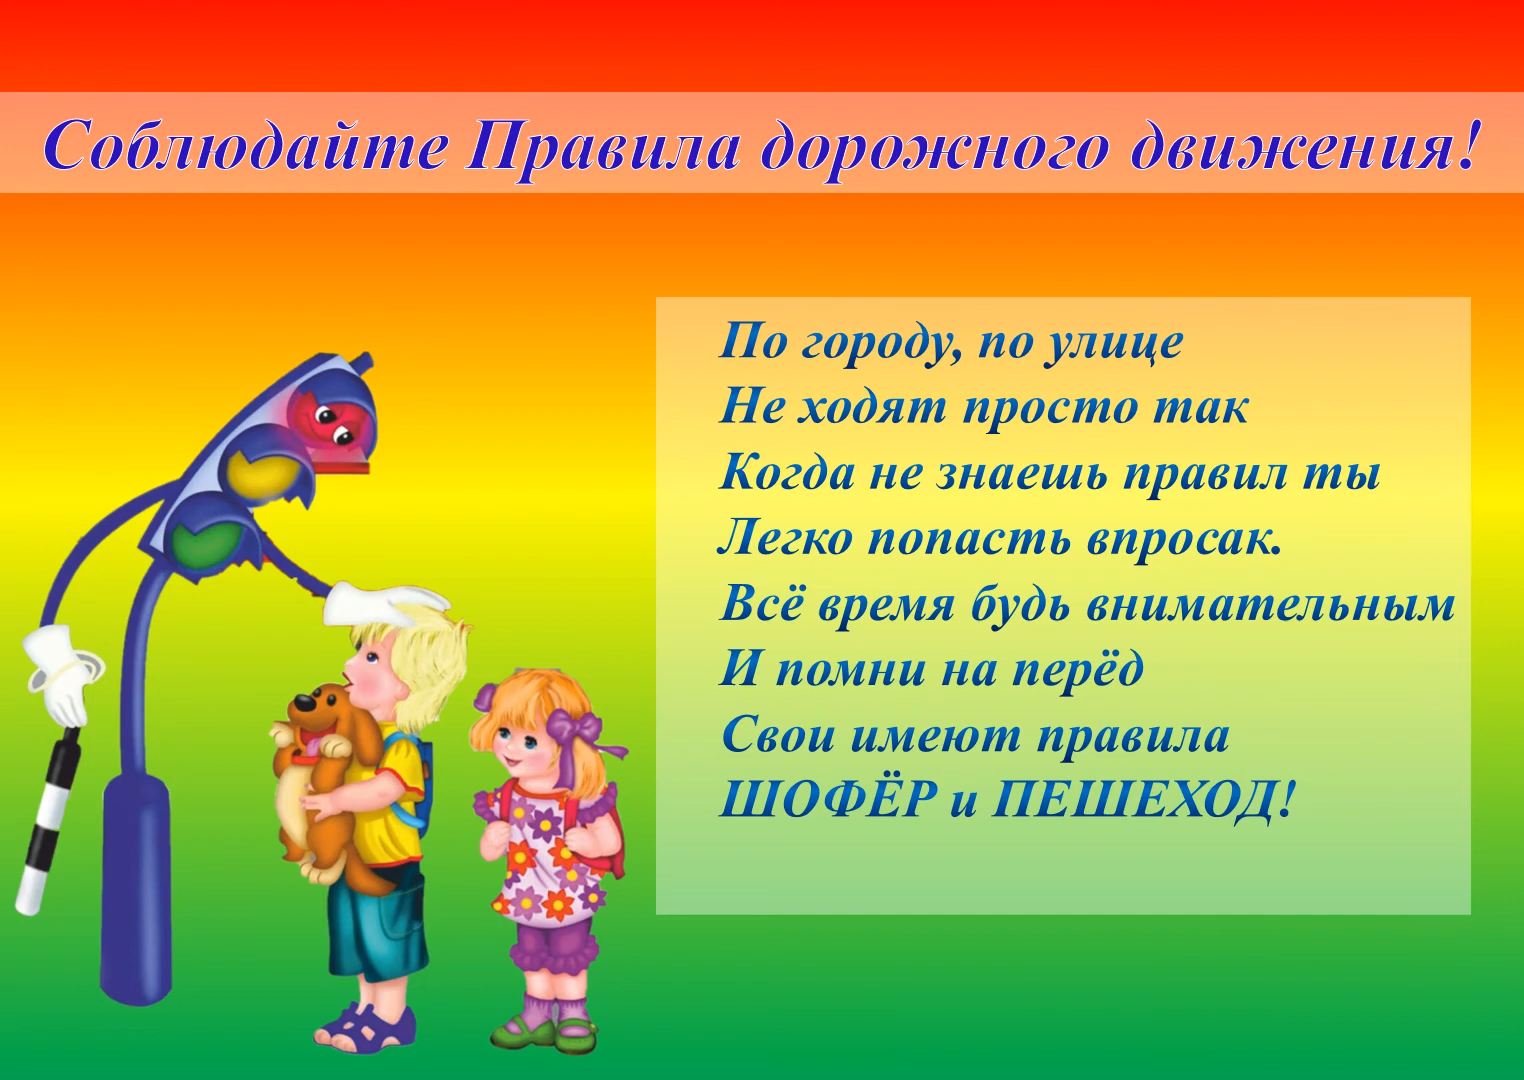 Соблюдайте Правила дорожного движения!
По городу, по улице
Не ходят просто так
Когда не знаешь правил ты
Легко попасть впросак.
Всё время будь внимательным
И помни на перёд
Свои имеют правила
ШОФЁР и ПЕШЕХОД!